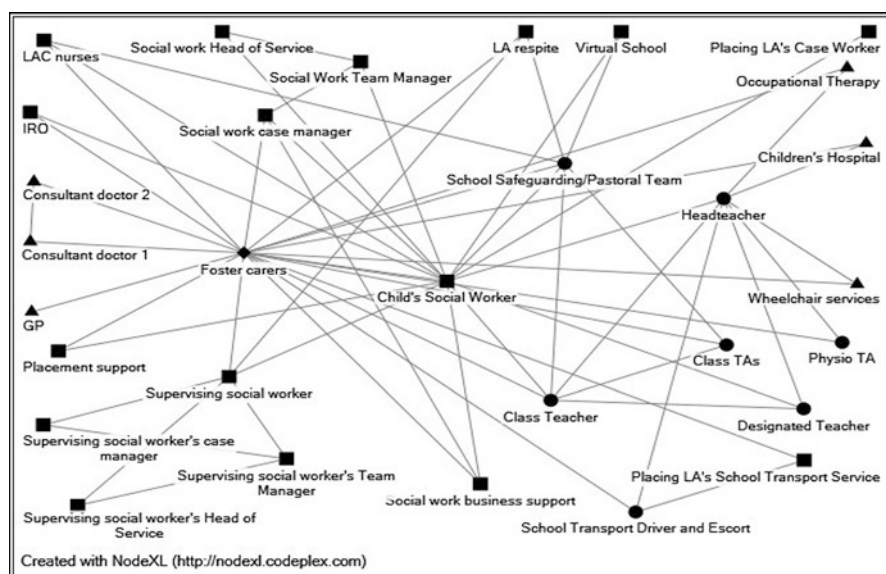 LAC nurses
Social work Head of Service
LA respite
Virtual School
Placing LA's Case Worker
Social Work Team Manager
Occupational Therapy
IRO
Social work case manager
Children's Hospital
School Safeguarding/Pastoral Team
Consultant doctor 2
Headteacher
Consultant doctor 1
Foster carers
Child's Social Worker
Wheelchair services
GP
Placement support
Class TAs
Physio TA
Supervising social worker
Class Teacher
Designated Teacher
Supervising social worker's case
manager
Supervising social worker's Team
Manager
Placing LA's School Transport Service
Social work business support
Supervising social worker's Head of
Service
School Transport Driver and Escort
Created with NodeXL (http://nodexl.codeplex.com)